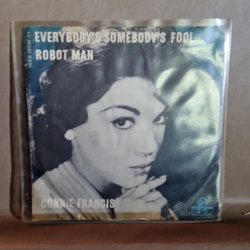 EVERYBODY'S SOMEBODY'S FOOL
ROBOT MAN
CONNIE FRANCIS